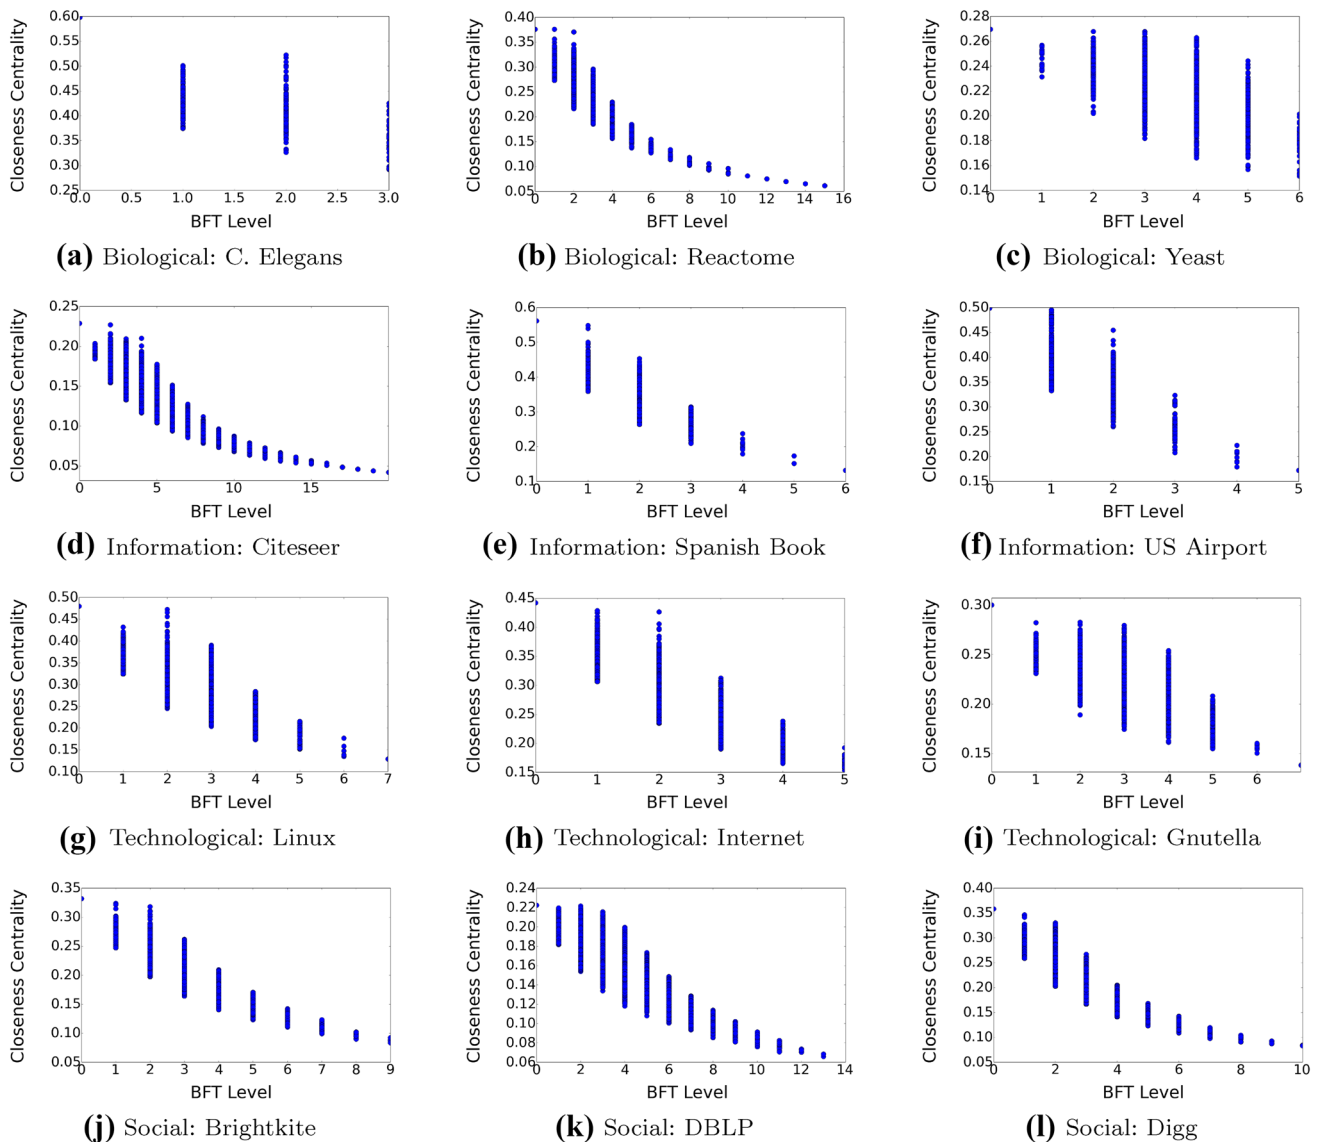 Closeness Centrality
0.60
0.55
0.50
0.45
0.40
0.35
0.30
0.25
0.0 0.5 1.0 1.5 2.0 2.5 3.0
BFT Level
(a) Biological: C. Elegans
Closeness Centrality
0.40
0.35
0.30
0.25
0.20
0.15
0.10
0.05
0 2 4 6 8 10 12 14 16
BFT Level
(b) Biological: Reactome
Closeness Centrality
0.28
0.26
0.24
0.22
0.20
0.18
0.16
0.14
0 1 2 3 4 5 6
BFT Level
(c) Biological: Yeast
Closeness Centrality
0.25
0.20
0.15
0.10
0.05
0 5 10 15
BFT Level
(d) Information: Citeseer
Closeness Centrality
0.6
0.5
0.4
0.3
0.2
0.1
0 1 2 3 4 5 6
BFT Level
(e) Information: Spanish Book
Closeness Centrality
0.50
0.45
0.40
0.35
0.30
0.25
0.20
0.15
0 1 2 3 4 5
BFT Level
(f) Information: US Airport
Closeness Centrality
0.50
0.45
0.40
0.35
0.30
0.25
0.20
0.15
0.10
0 1 2 3 4 5 6 7
BFT Level
(g) Technological: Linux
Closeness Centrality
0.45
0.40
0.35
0.30
0.25
0.20
0.15
0 1 2 3 4 5
BFT Level
(h) Technological: Internet
Closeness Centrality
0.30
0.25
0.20
0.15
0 1 2 3 4 5 6
BFT Level
(i) Technological: Gnutella
Closeness Centrality
0.35
0.30
0.25
0.20
0.15
0.10
0.05
0 1 2 3 4 5 6 7 8 9
BFT Level
(j) Social: Brightkite
Closeness Centrality
0.24
0.22
0.20
0.18
0.16
0.14
0.12
0.10
0.08
0.06
0 2 4 6 8 10 12 14
BFT Level
(k) Social: DBLP
Closeness Centrality
0.40
0.35
0.30
0.25
0.20
0.15
0.10
0.05
0 2 4 6 8 10
BFT Level
(l) Social: Digg